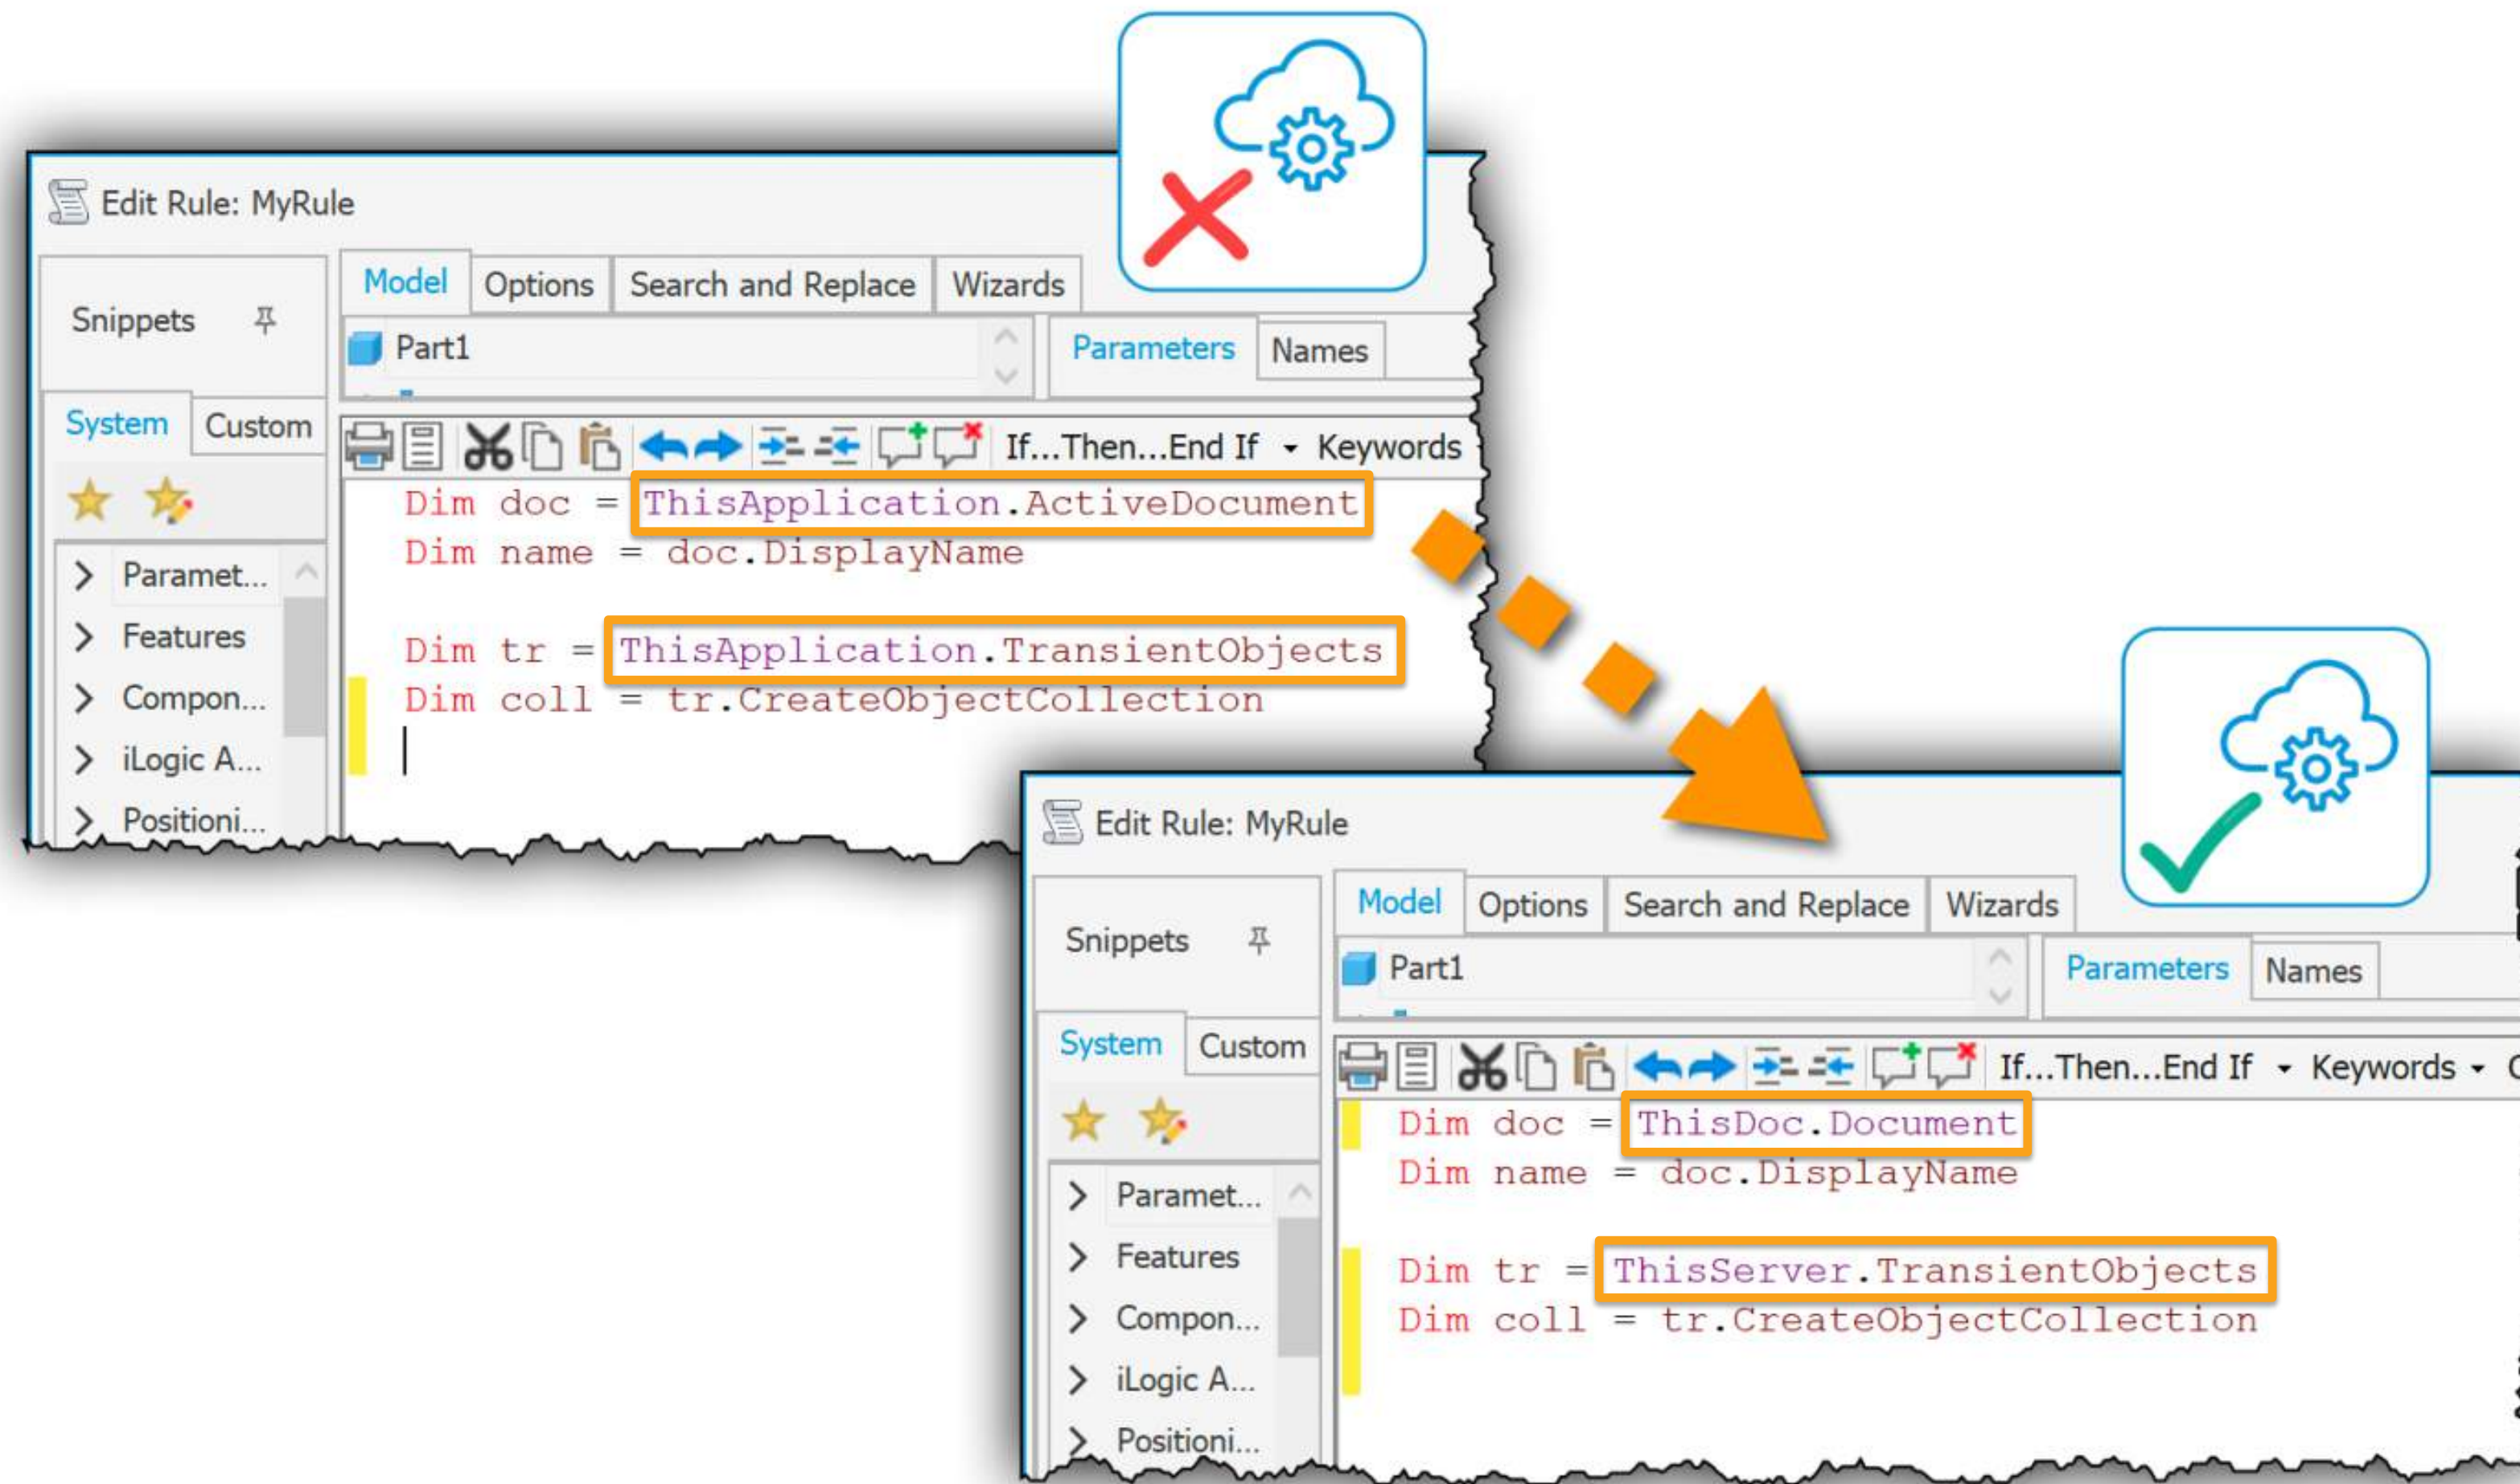 Edit Rule: MyRule
Model Options Search and Replace Wizards
Snippets
Part1
Parameters Names
System Custom
If...Then...End If Keywords
Dim doc = ThisApplication.ActiveDocument
Dim name = doc.DisplayName
Dim tr = ThisApplication.TransientObjects
Dim coll = tr.CreateObjectCollection
Paramet...
Features
Compon...
iLogic A...
Positioni...
Edit Rule: MyRule
Model Options Search and Replace Wizards
Snippets
Part1
Parameters Names
System Custom
If...Then...End If Keywords
Dim doc = ThisDoc.Document
Dim name = doc.DisplayName
Dim tr = ThisServer.TransientObjects
Dim coll = tr.CreateObjectCollection
Paramet...
Features
Compon...
iLogic A...
Positioni...